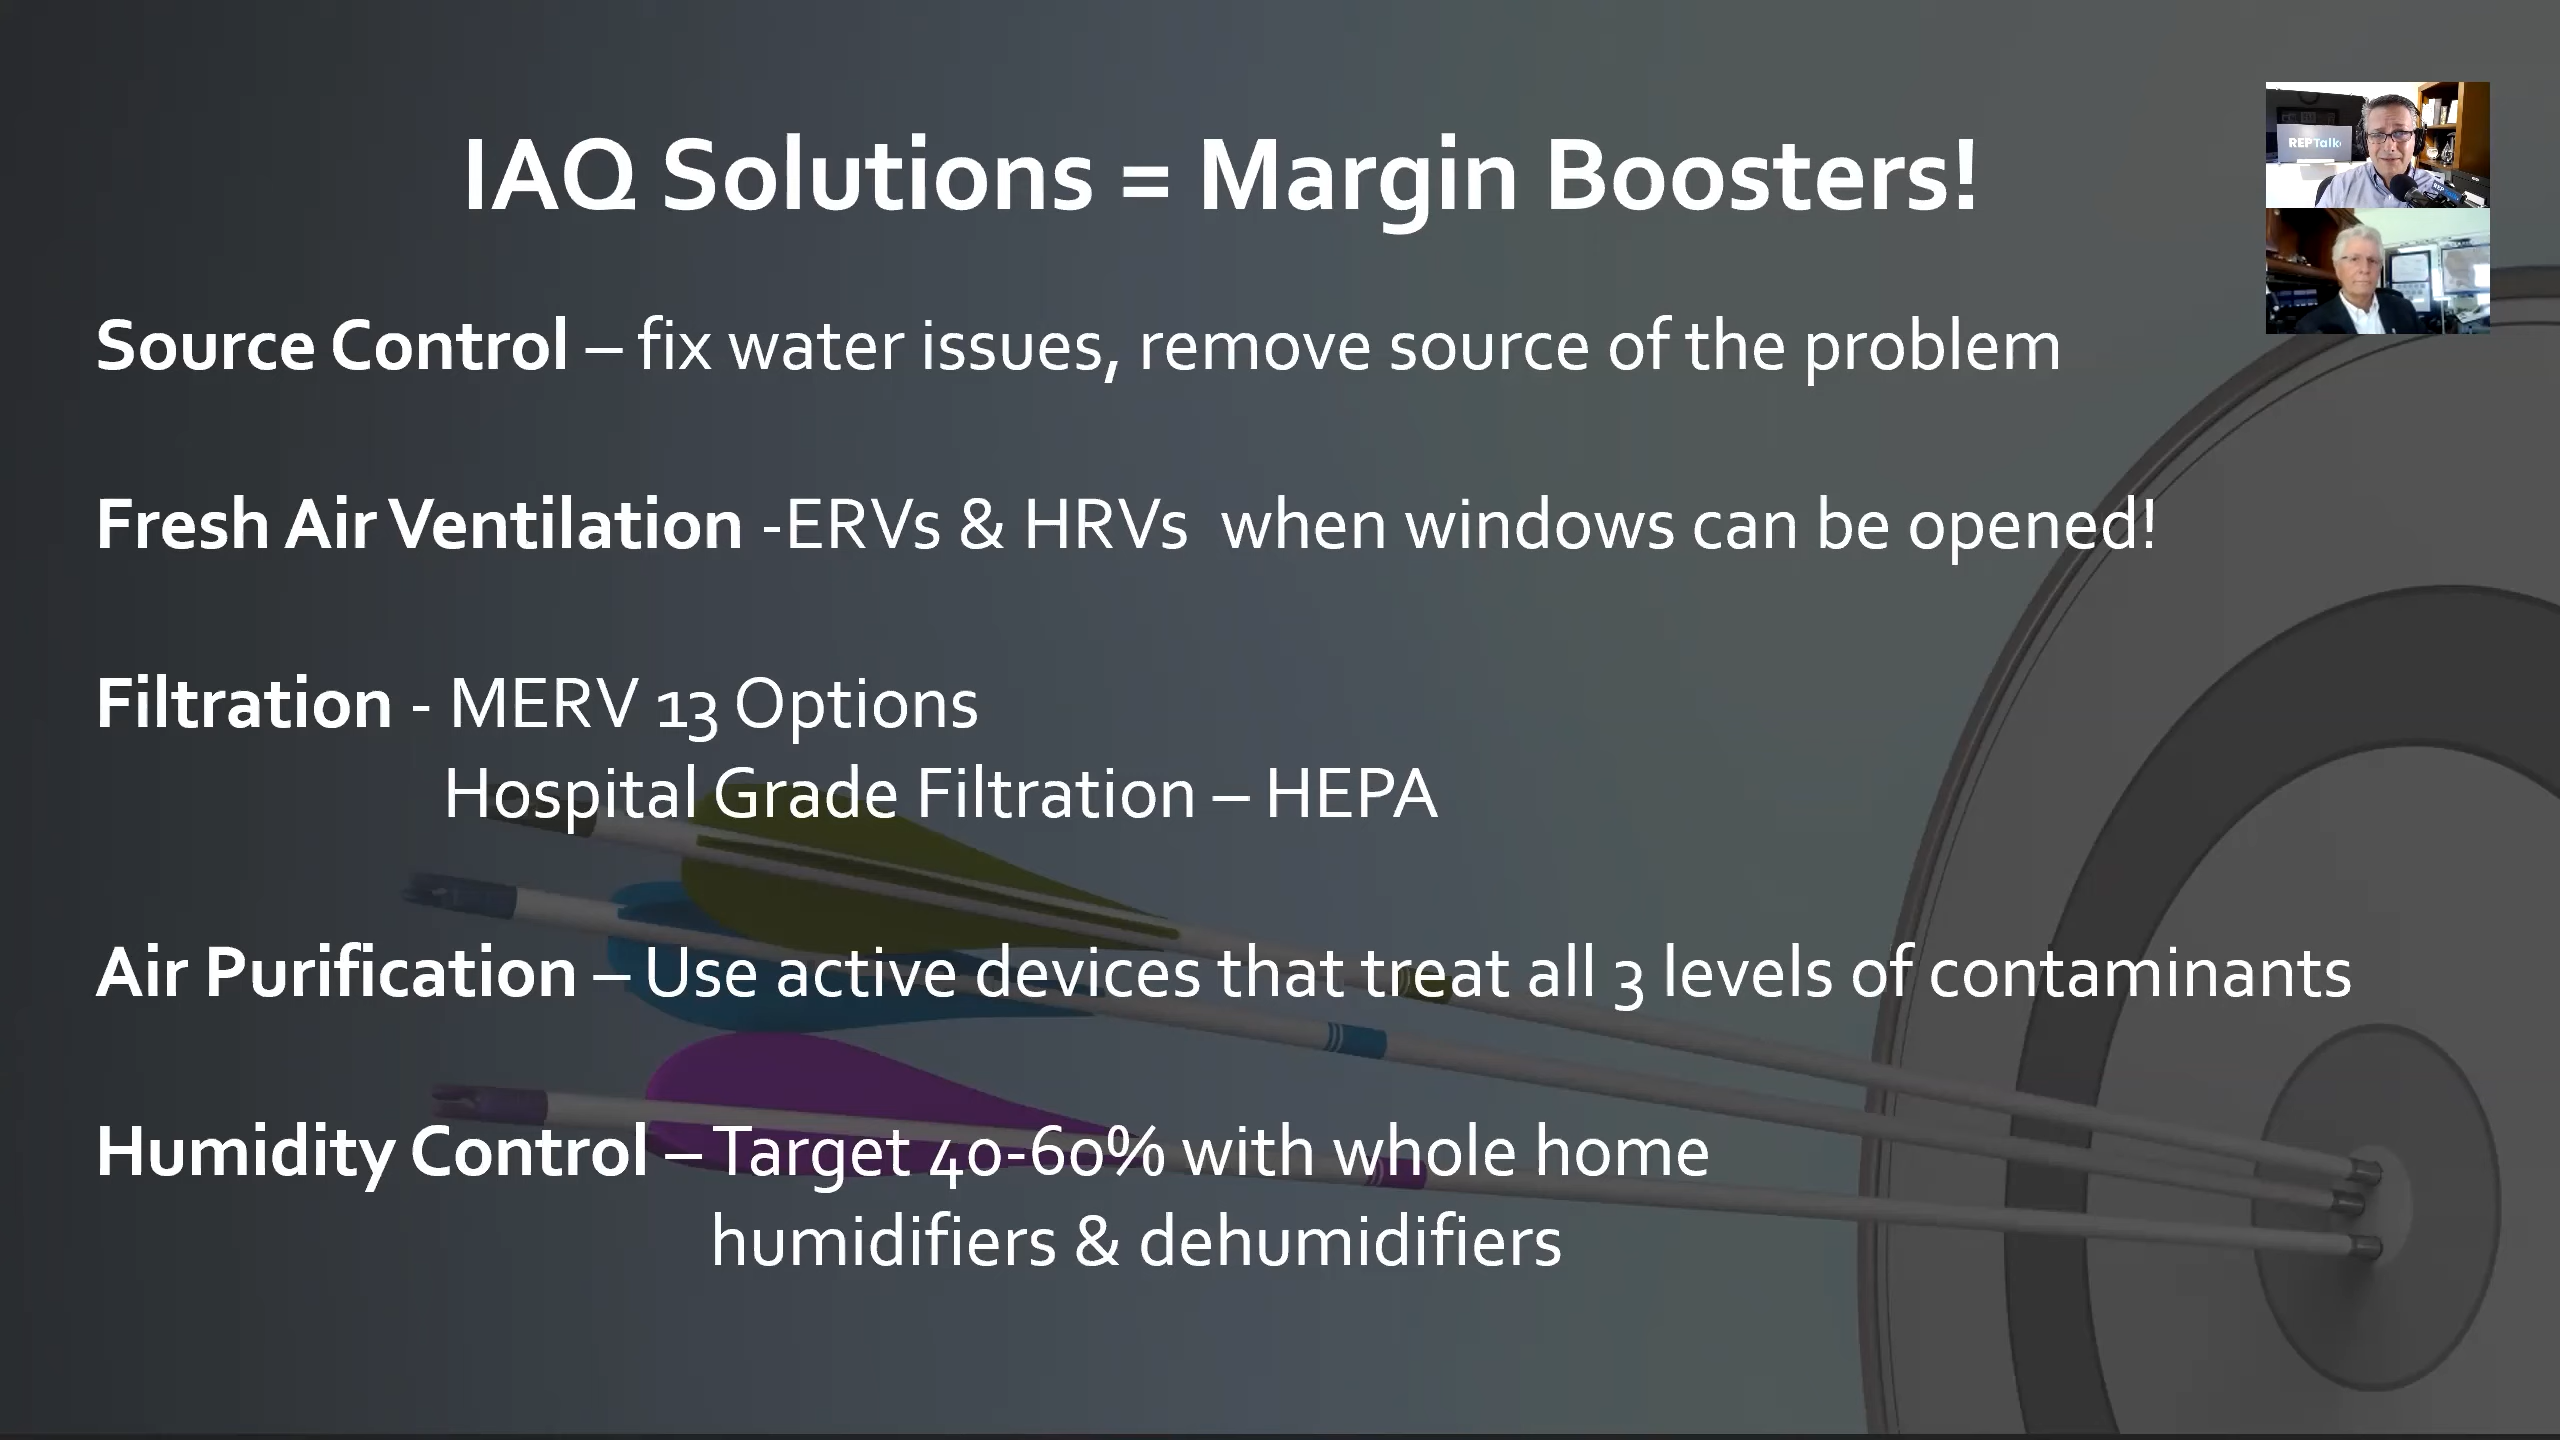 IAQ Solutions = Margin Boosters!
REPTalk
Source Control – fix water issues, remove source of the problem
Fresh Air Ventilation -ERVs & HRVs  when windows can be opened!
Filtration - MERV 13 Options
Hospital Grade Filtration – HEPA
Air Purification – Use active devices that treat all 3 levels of contaminants
Humidity Control – Target 40-60% with whole home
humidifiers & dehumidifiers